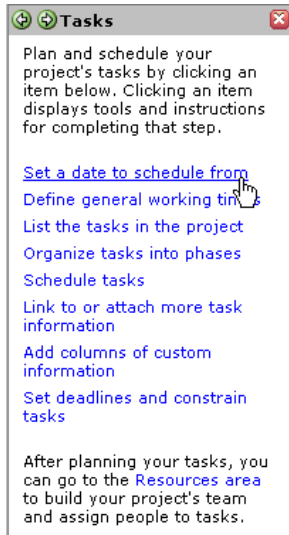 Tasks
Plan and schedule your
project's tasks by clicking an
item below. Clicking an item
displays tools and instructions
for completing that step.
Set a date to schedule from
Define general working times
List the tasks in the project
Organize tasks into phases
Schedule tasks
Link to or attach more task
information
Add columns of custom
information
Set deadlines and constrain
tasks
After planning your tasks, you
can go to the Resources area
to build your project's team
and assign people to tasks.